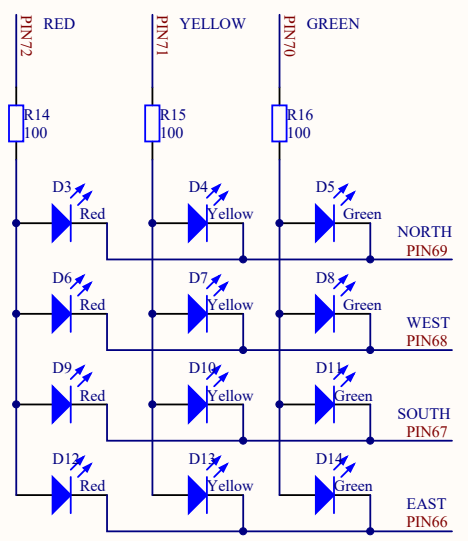 RED YELLOW GREEN
PIN72 PIN71 PIN70
R14 R15 R16
100 100 100
D3 D4 D5
Red Yellow Green
NORTH
PIN69
D6 D7 D8
Red Yellow Green
WEST
PIN68
D9 D10 D11
Red Yellow Green
SOUTH
PIN67
D12 D13 D14
Red Yellow Green
EAST
PIN66